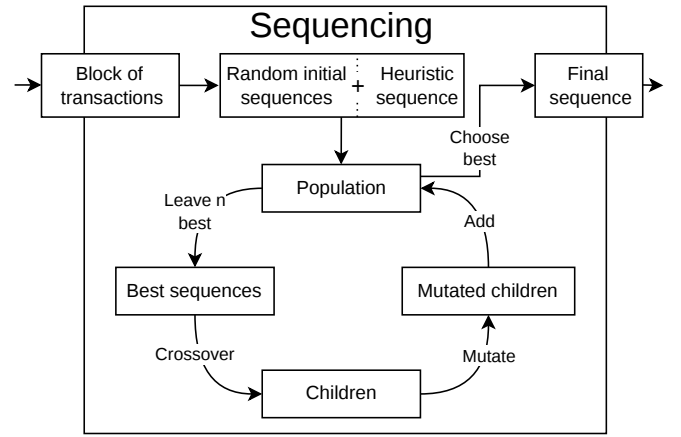 Sequencing
Block of
transactions
Random initial
sequences
+
Heuristic
sequence
Final
sequence
Choose
best
Population
Leave n
best
Add
Best sequences
Mutated children
Crossover
Mutate
Children